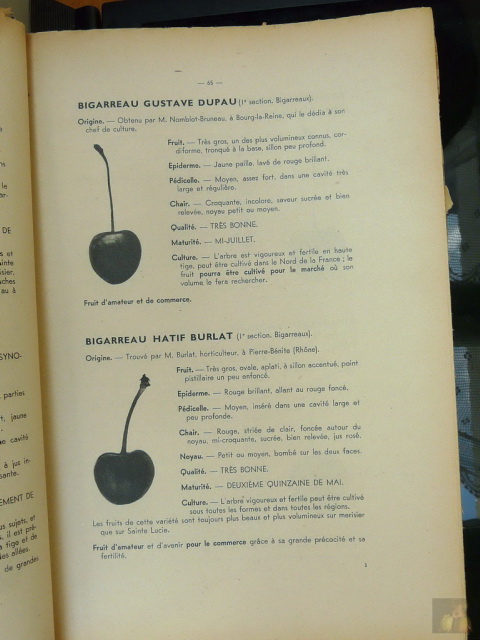 — 65 —
BIGARREAU GUSTAVE DUPAU (1e section, Bigarreaux).
Origine. — Obtenu par M. Nomblot-Bruneau, à Bourg-la-Reine, qui le dédia à son
chef de culture.
Fruit. — Très gros, un des plus volumineux connus, cor-
diforme, tronqué à la base, sillon peu profond.
Epiderme. — Jaune paille, lavé de rouge brillant.
Pédicelle. — Moyen, assez fort, dans une cavité très
large et régulière.
Chair. — Croquante, incolore, saveur sucrée et bien
relevée, noyau petit ou moyen.
Qualité. — TRÈS BONNE.
Maturité. — MI-JUILLET.
Culture. — L'arbre est vigoureux et fertile en haute
tige, peut être cultivé dans le Nord de la France ; le
fruit pourra être cultivé pour le marché où son
volume le fera rechercher.
Fruit d'amateur et de commerce.
BIGARREAU HATIF BURLAT (1e section, Bigarreaux).
Origine. — Trouvé par M. Burlat, horticulteur, à Pierre-Bénite (Rhône).
Fruit. — Très gros, ovale, aplati, à sillon accentué, point
pistillaire un peu enfoncé.
Epiderme. — Rouge brillant, allant au rouge foncé.
Pédicelle. — Moyen, inséré dans une cavité large et
peu profonde.
Chair. — Rouge, striée de clair, foncée autour du
noyau, mi-croquante, sucrée, bien relevée, jus rosé.
Noyau. — Petit ou moyen, bombé sur les deux faces.
Qualité. — TRÈS BONNE.
Maturité. — DEUXIÈME QUINZAINE DE MAI.
Culture. — L'arbre vigoureux et fertile peut être cultivé
sous toutes les formes et dans toutes les régions.
Les fruits de cette variété sont toujours plus beaux et plus volumineux sur merisier
que sur Sainte Lucie.
Fruit d'amateur et d'avenir pour le commerce grâce à sa grande précocité et sa
fertilité.